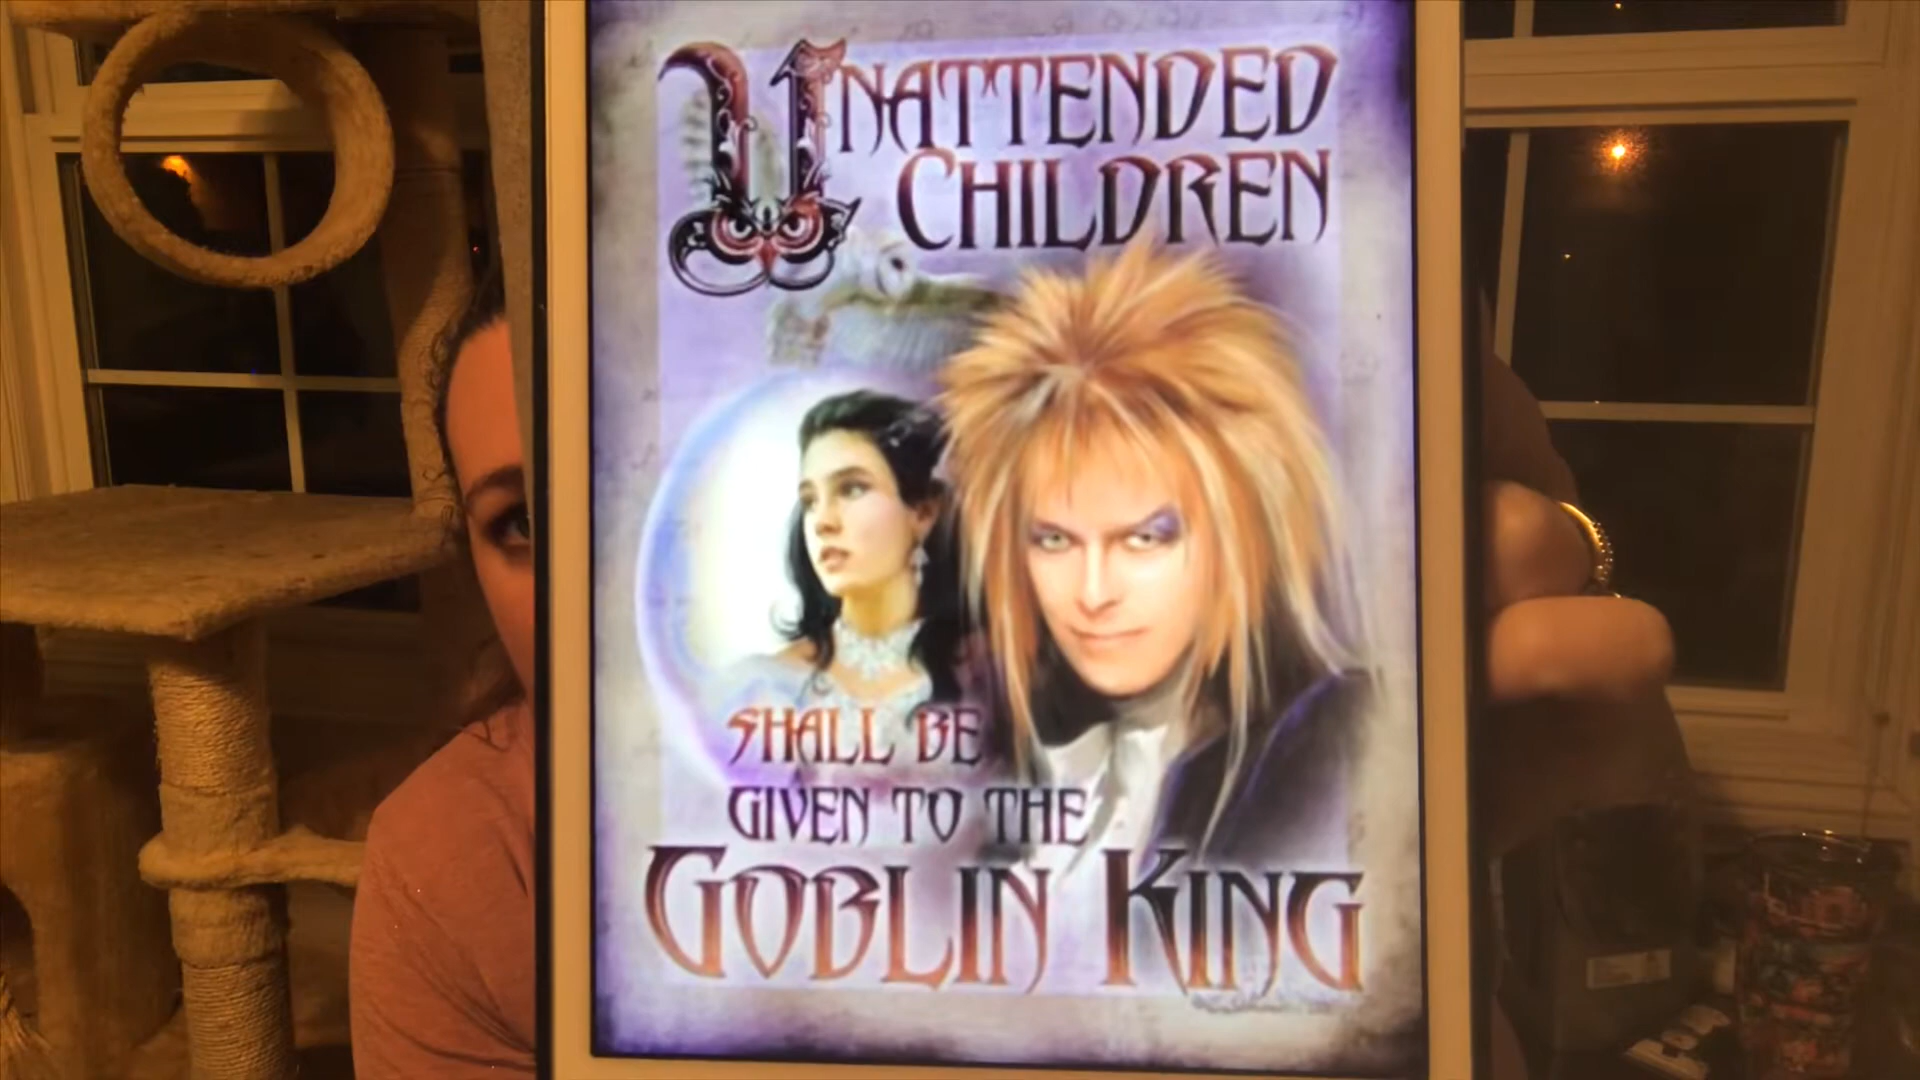 UNATTENDED
CHILDREN
SHALL BE
GIVEN TO THE
GOBLIN KING